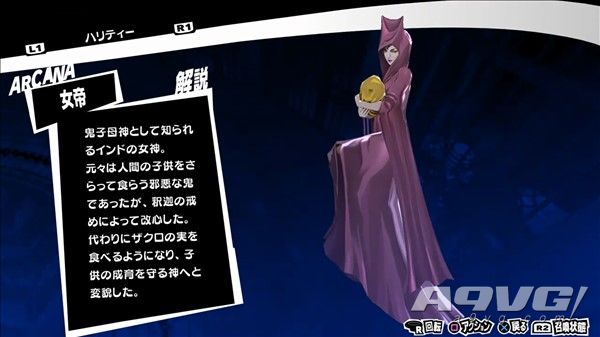 L1 ハリティー R1
ARCANA
女帝
解説
鬼子母神として知られ
るインドの女神。
元々は人間の子供をさ
らって食らう邪悪な鬼
であったが、釈迦の戒
めによって改心した。
代わりにザクロの実を
食べるようになり、子
供の成育を守る神へと
変貌した。
A9VG!
R回転 アクション 戻る R2召喚状態